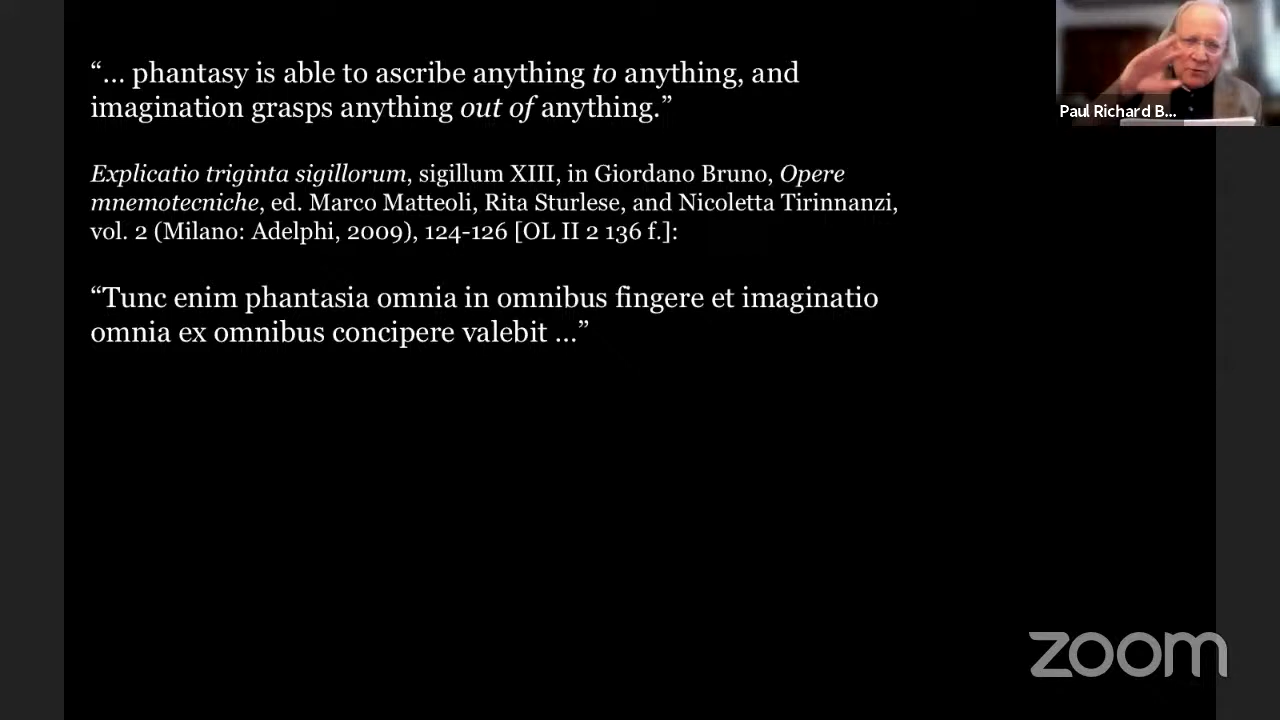 “... phantasy is able to ascribe anything to anything, and
imagination grasps anything out of anything.”
Explicatio triginta sigillorum, sigillum XIII, in Giordano Bruno, Opere
mnemotecniche, ed. Marco Matteoli, Rita Sturlese, and Nicoletta Tirinnanzi,
vol. 2 (Milano: Adelphi, 2009), 124-126 [OL II 2 136 f.]:
“Tunc enim phantasia omnia in omnibus fingere et imaginatio
omnia ex omnibus concipere valebit ...”
Paul Richard B...
zoom